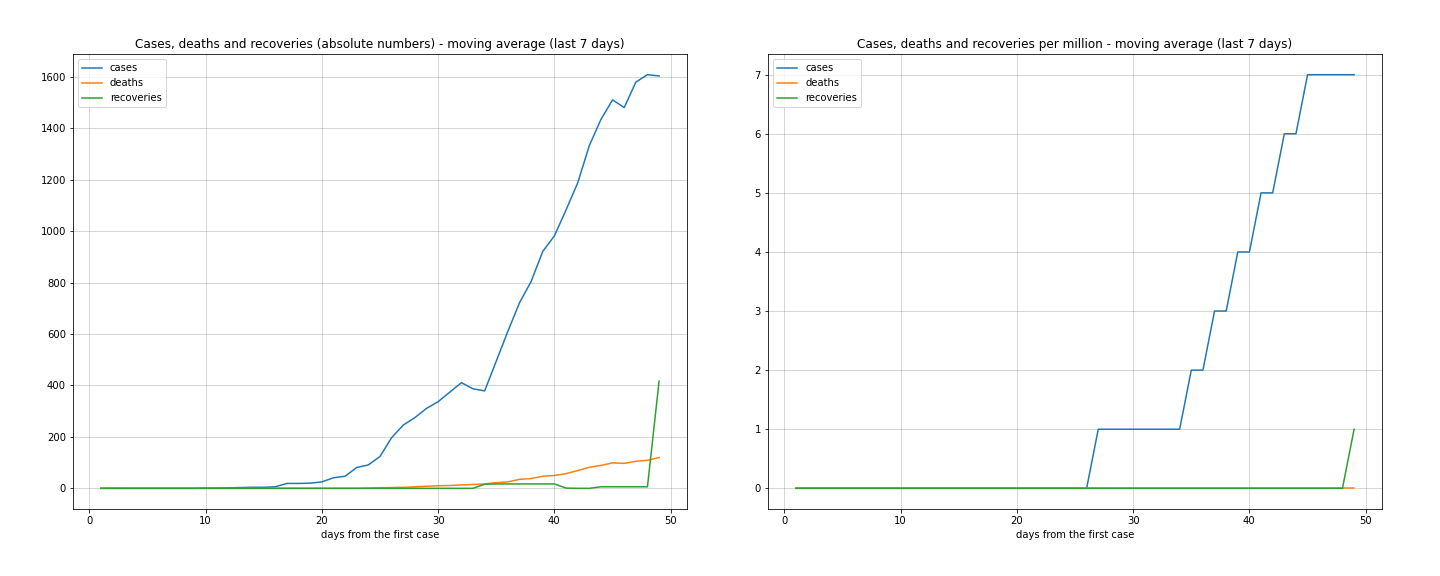 Cases, deaths and recoveries (absolute numbers) - moving average (last 7 days)
cases
deaths
recoveries
1600
1400
1200
1000
800
600
400
200
0
0 10 20 30 40 50
days from the first case
Cases, deaths and recoveries per million - moving average (last 7 days)
cases
deaths
recoveries
7
6
5
4
3
2
1
0
0 10 20 30 40 50
days from the first case